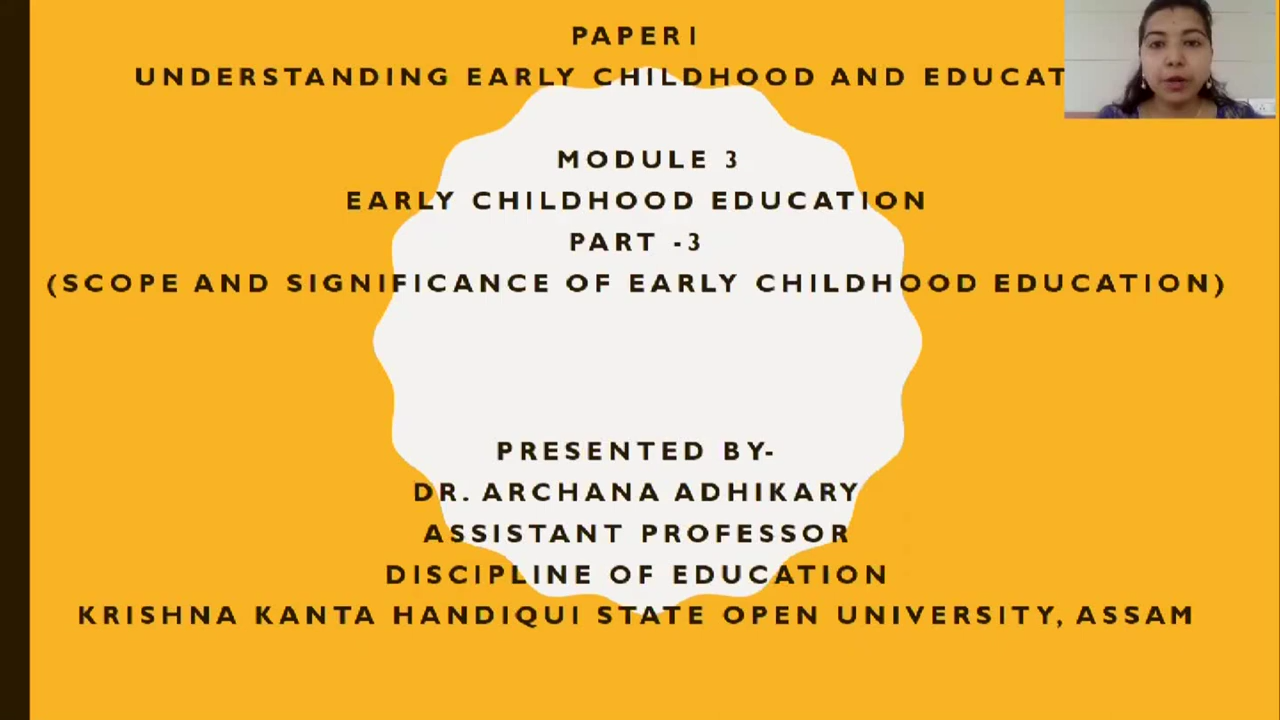 PAPER1
UNDERSTANDING EARLY CHILDHOOD AND EDUCAT
MODULE 3
EARLY CHILDHOOD EDUCATION
PART -3
(SCOPE AND SIGNIFICANCE OF EARLY CHILDHOOD EDUCATION)
PRESENTED BY-
DR. ARCHANA ADHIKARY
ASSISTANT PROFESSOR
DISCIPLINE OF EDUCATION
KRISHNA KANTA HANDIQUI STATE OPEN UNIVERSITY, ASSAM